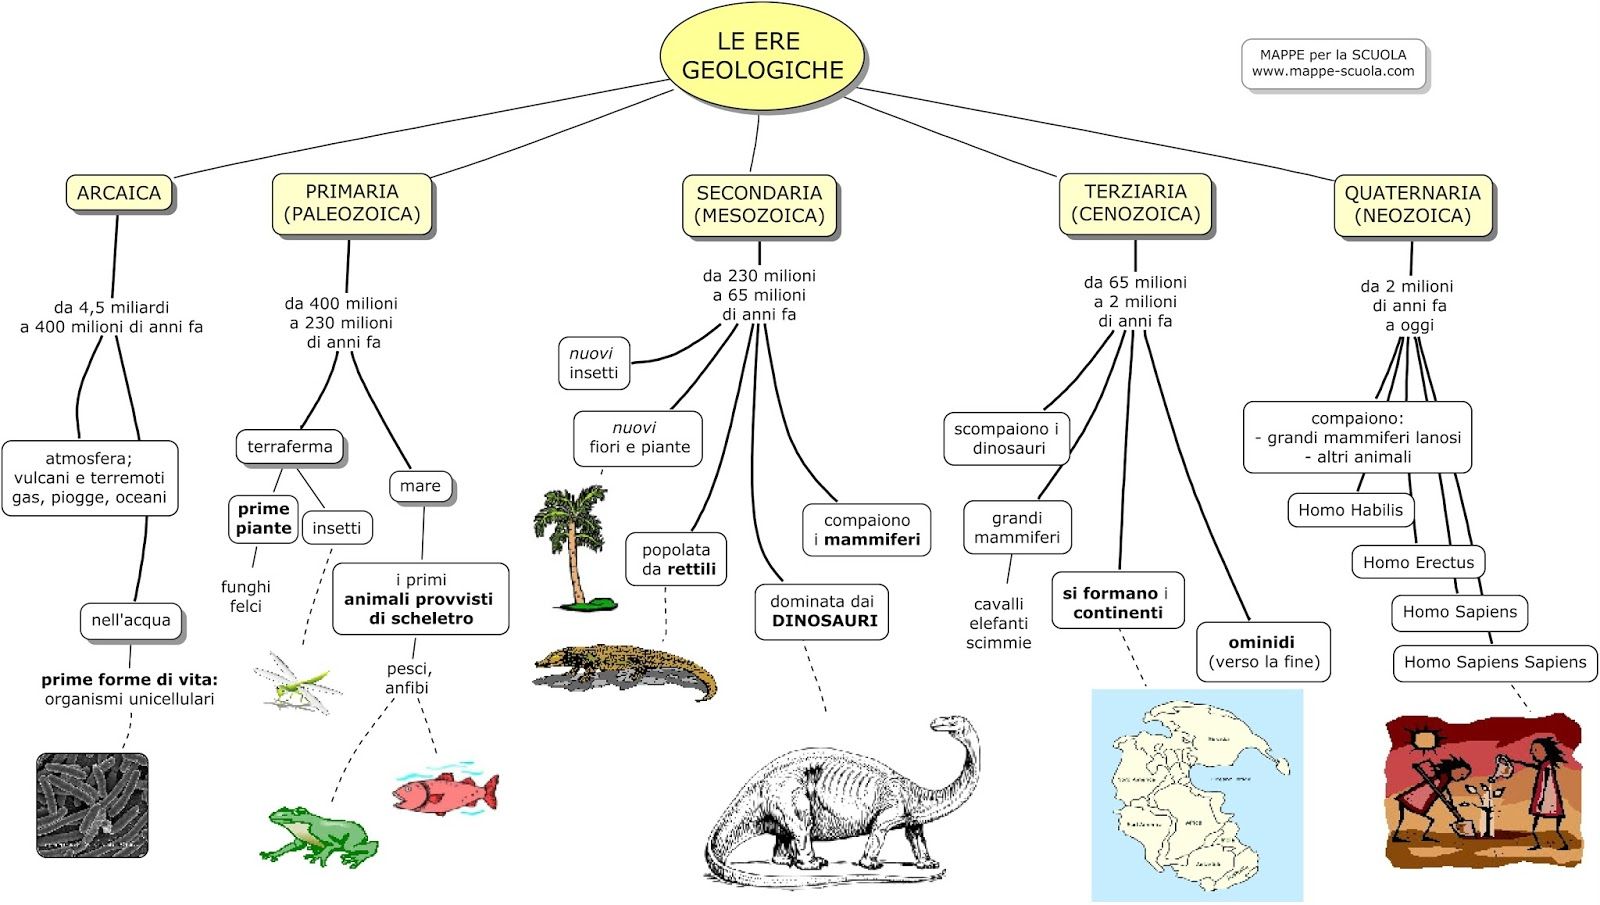 LE ERE
GEOLOGICHE
MAPPE per la SCUOLA
www.mappe-scuola.com
ARCAICA
da 4,5 miliardi
a 400 milioni di anni fa
atmosfera;
vulcani e terremoti
gas, piogge, oceani
nell'acqua
prime forme di vita:
organismi unicellulari
PRIMARIA
(PALEOZOICA)
da 400 milioni
a 230 milioni
di anni fa
terraferma
prime
piante
funghi
felci
insetti
mare
i primi
animali provvisti
di scheletro
pesci,
anfibi
SECONDARIA
(MESOZOICA)
da 230 milioni
a 65 milioni
di anni fa
nuovi
insetti
nuovi
fiori e piante
popolata
da rettili
dominata dai
DINOSAURI
compaiono
i mammiferi
TERZIARIA
(CENOZOICA)
da 65 milioni
a 2 milioni
di anni fa
scompaiono i
dinosauri
grandi
mammiferi
cavalli
elefanti
scimmie
si formano i
continenti
ominidi
(verso la fine)
Africa
QUATERNARIA
(NEOZOICA)
da 2 milioni
di anni fa
a oggi
compaiono:
- grandi mammiferi lanosi
- altri animali
Homo Habilis
Homo Erectus
Homo Sapiens
Homo Sapiens Sapiens